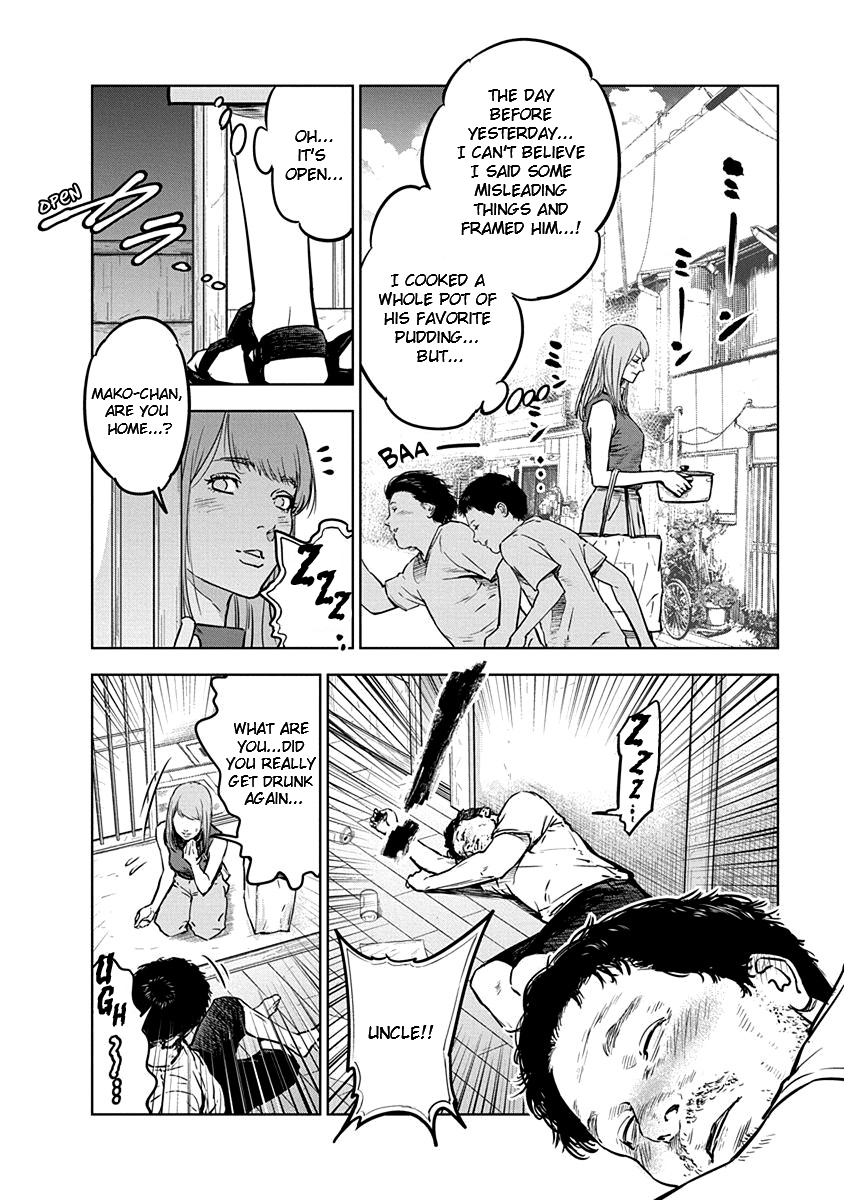 THE DAY
BEFORE
YESTERDAY...
I CAN'T BELIEVE
I SAID SOME
MISLEADING
THINGS AND
FRAMED HIM...!
I COOKED A
WHOLE POT OF
HIS FAVORITE
PUDDING...
BUT...
BAA
OH...
IT'S
OPEN...
OPEN
ガラ
MAKO-CHAN,
ARE YOU
HOME...?
ZZZ...
ZZZ...
UNCLE!!
WHAT ARE
YOU...DID
YOU REALLY
GET DRUNK
AGAIN...
UGH~...